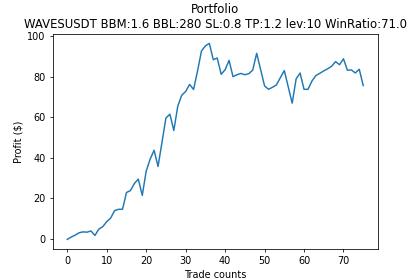 Portfolio
WAVESUSDT BBM:1.6 BBL:280 SL:0.8 TP:1.2 lev:10 WinRatio:71.0
100
80
60
40
20
0
Profit ($)
0 10 20 30 40 50 60 70
Trade counts